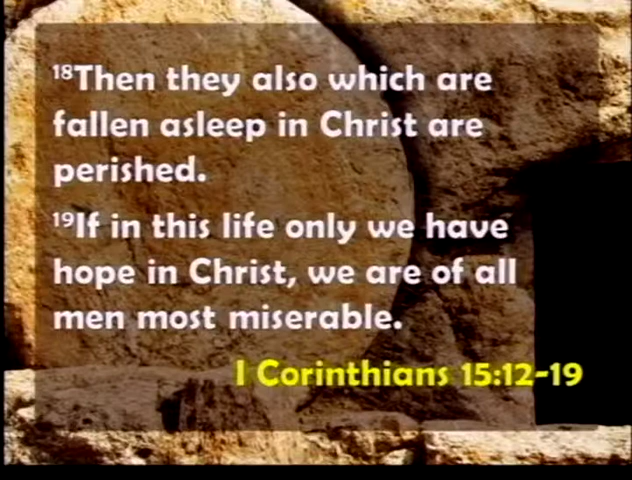 ¹⁸Then they also which are
fallen asleep in Christ are
perished.
¹⁹If in this life only we have
hope in Christ, we are of all
men most miserable.
I Corinthians 15:12-19